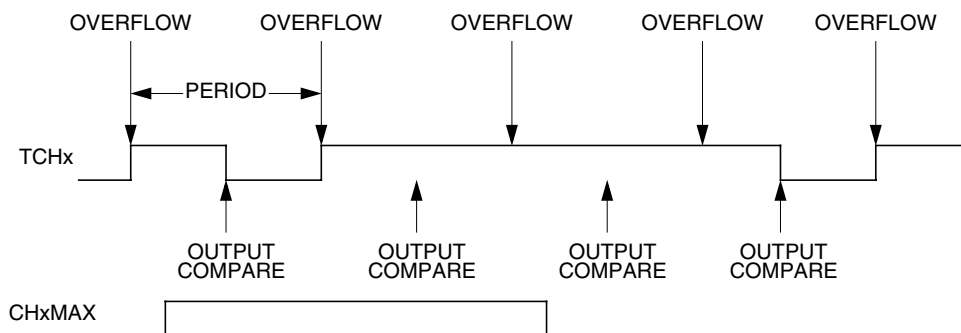 OVERFLOW OVERFLOW OVERFLOW OVERFLOW OVERFLOW
PERIOD
TCHx
OUTPUT COMPARE
OUTPUT COMPARE
OUTPUT COMPARE
OUTPUT COMPARE
CHxMAX